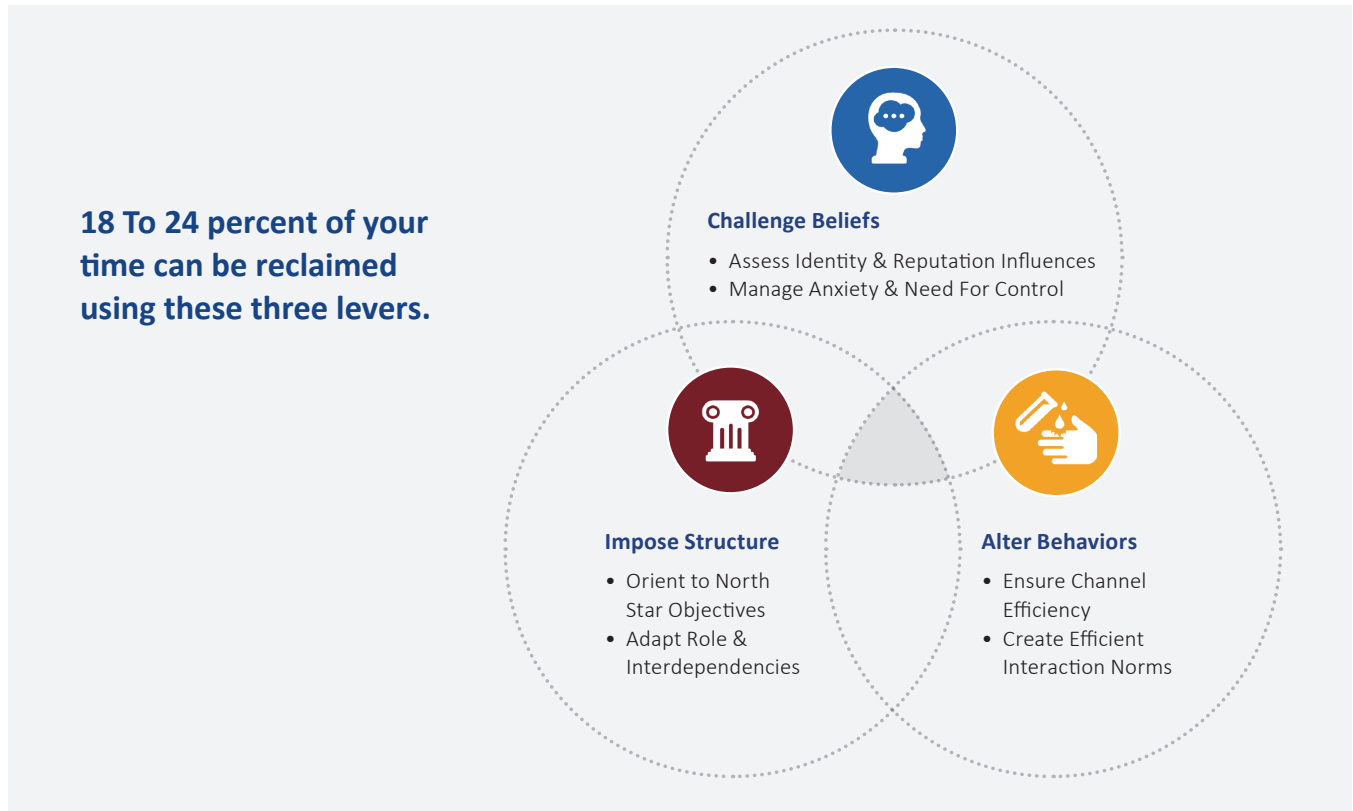 18 To 24 percent of your
time can be reclaimed
using these three levers.
Challenge Beliefs
• Assess Identity & Reputation Influences
• Manage Anxiety & Need For Control
Impose Structure
• Orient to North
Star Objectives
• Adapt Role &
Interdependencies
Alter Behaviors
• Ensure Channel
Efficiency
• Create Efficient
Interaction Norms